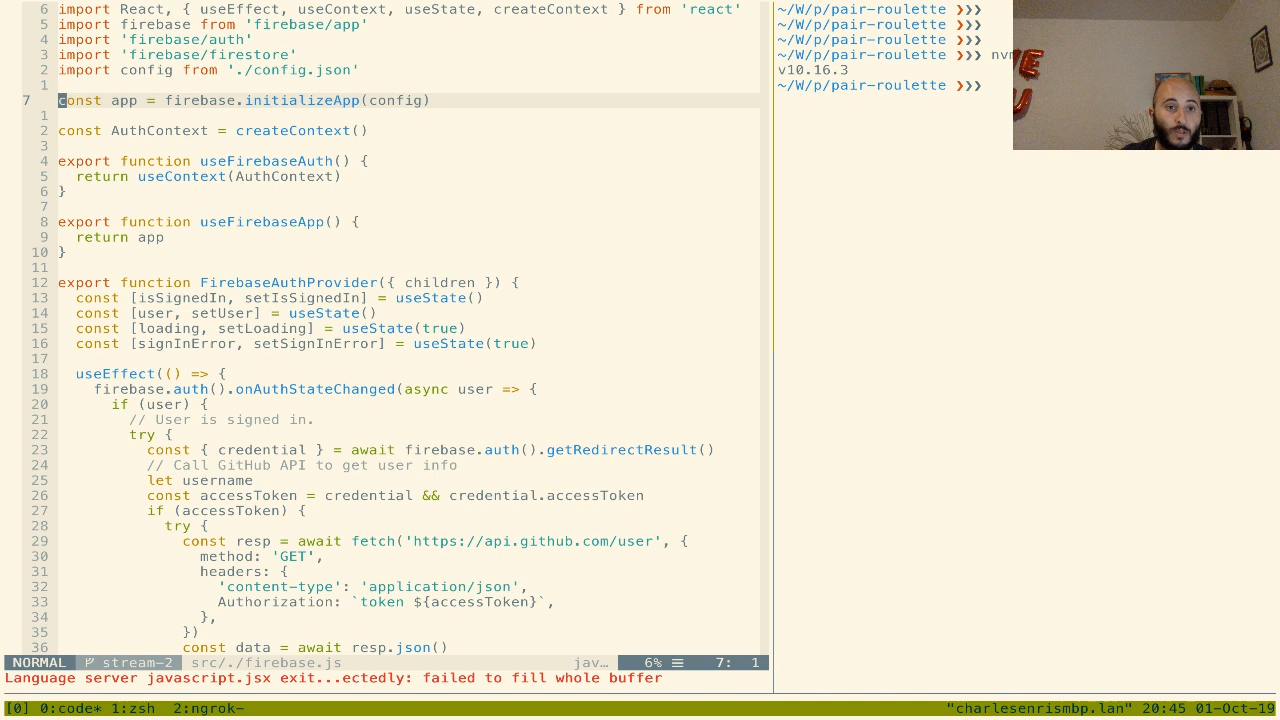 6 import React, { useEffect, useContext, useState, createContext } from 'react'
5 import firebase from 'firebase/app'
4 import 'firebase/auth'
3 import 'firebase/firestore'
2 import config from './config.json'
1
7 const app = firebase.initializeApp(config)
1
2 const AuthContext = createContext()
3
4 export function useFirebaseAuth() {
5   return useContext(AuthContext)
6 }
7
8 export function useFirebaseApp() {
9   return app
10 }
11
12 export function FirebaseAuthProvider({ children }) {
13   const [isSignedIn, setIsSignedIn] = useState()
14   const [user, setUser] = useState()
15   const [loading, setLoading] = useState(true)
16   const [signInError, setSignInError] = useState(true)
17
18   useEffect(() => {
19     firebase.auth().onAuthStateChanged(async user => {
20       if (user) {
21         // User is signed in.
22         try {
23           const { credential } = await firebase.auth().getRedirectResult()
24           // Call GitHub API to get user info
25           let username
26           const accessToken = credential && credential.accessToken
27           if (accessToken) {
28             try {
29               const resp = await fetch('https://api.github.com/user', {
30                 method: 'GET',
31                 headers: {
32                   'content-type': 'application/json',
33                   Authorization: `token ${accessToken}`,
34                 },
35               })
36               const data = await resp.json()
NORMAL stream-2 src/./firebase.js jav… 6% ☰ 7: 1
Language server javascript.jsx exit...ectedly: failed to fill whole buffer
~/W/p/pair-roulette ❯❯❯
~/W/p/pair-roulette ❯❯❯
~/W/p/pair-roulette ❯❯❯
~/W/p/pair-roulette ❯❯❯ nv
v10.16.3
~/W/p/pair-roulette ❯❯❯
[0] 0:code* 1:zsh 2:ngrok- "charlesenrismbp.lan" 20:45 01-Oct-19